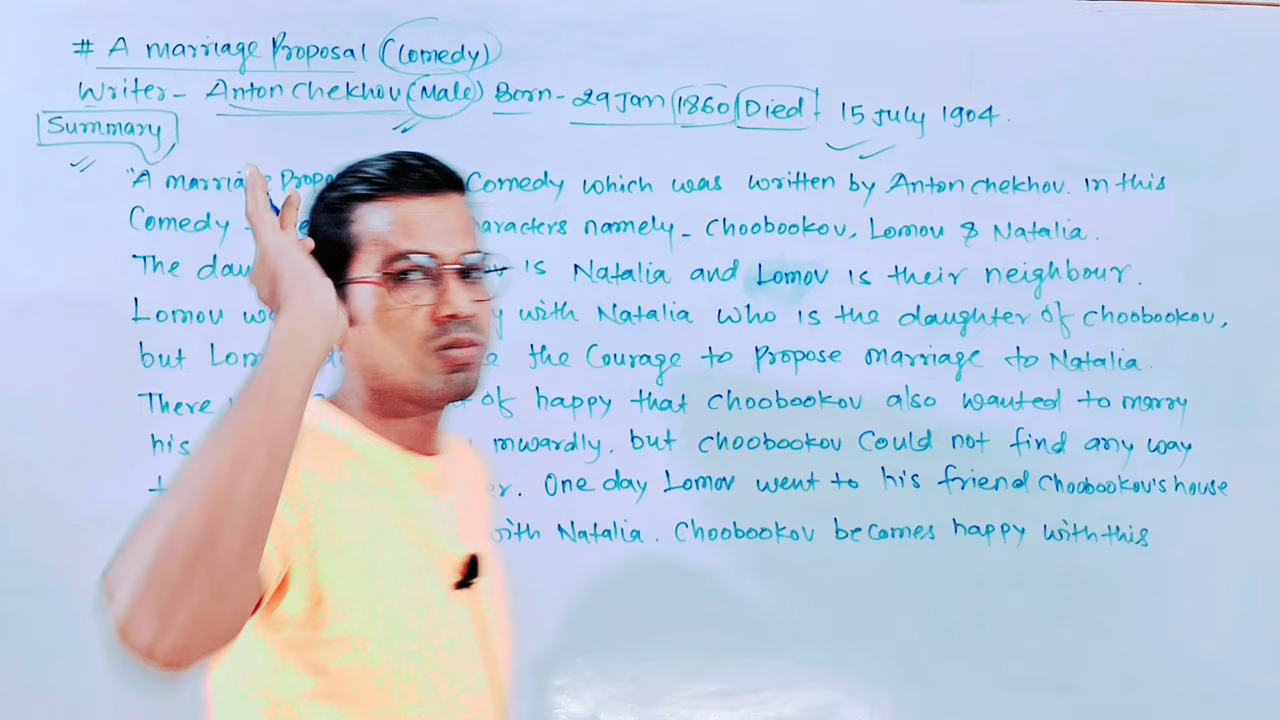 # A marriage Proposal (Comedy)
Writer- Anton Chekhov (Male) Born- 29 Jan 1860 Died! 15 July 1904.
Summary
"A marria Propo Comedy which was written by Anton chekhov. in this
Comedy aracters namely- Choobookov, Lomov & Natalia.
The dau is Natalia and Lomov is their neighbour.
Lomov w with Natalia who is the daughter of choobookov,
but Lom the Courage to propose marriage to Natalia.
There of happy that choobookov also wanted to marry
his inwardly. but choobookov Could not find any way
One day Lomov went to his friend Choobookov's house
with Natalia. Choobookov becomes happy with this